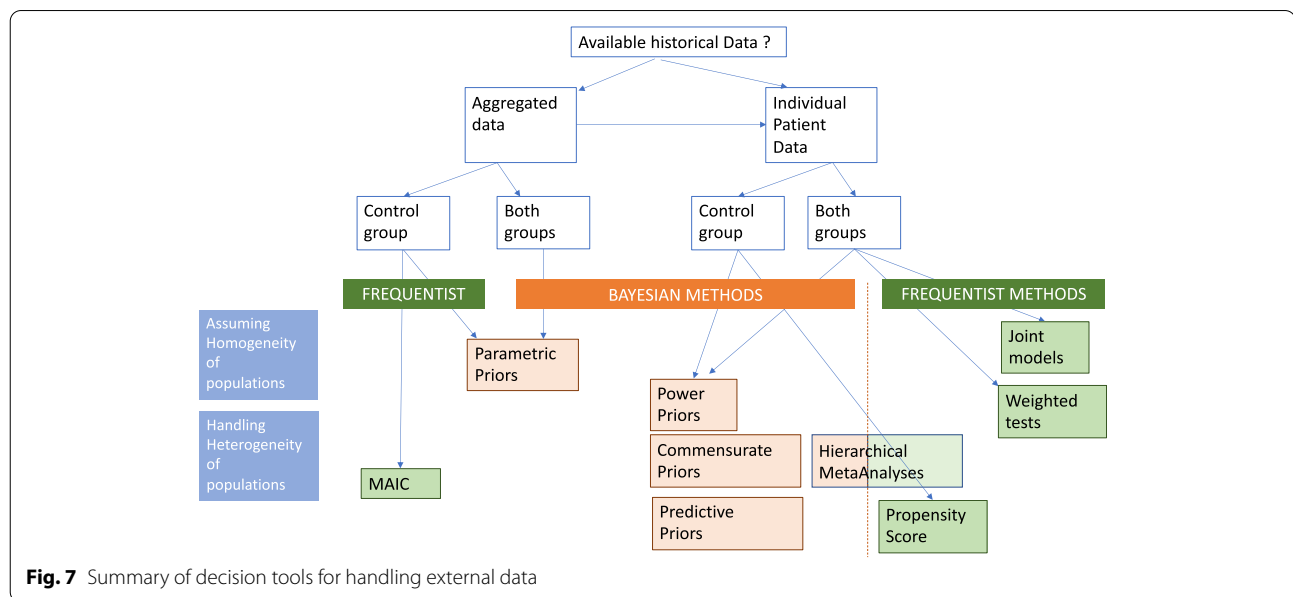 Available historical Data ?
Aggregated
data
Individual
Patient
Data
Control
group
Both
groups
Control
group
Both
groups
FREQUENTIST
BAYESIAN METHODS
FREQUENTIST METHODS
Assuming
Homogeneity
of
populations
Parametric
Priors
Joint
models
Power
Priors
Weighted
tests
Handling
Heterogeneity
of
populations
MAIC
Commensurate
Priors
Hierarchical
MetaAnalyses
Predictive
Priors
Propensity
Score
Fig. 7 Summary of decision tools for handling external data